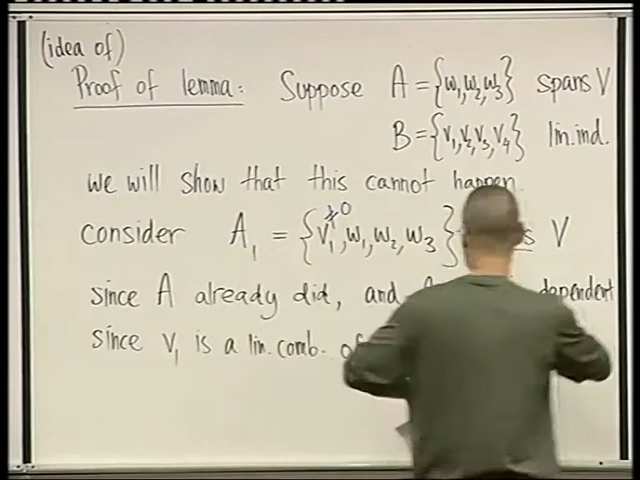 (idea of)
Proof of lemma: Suppose A = {w₁, w₂, w₃} spans V
B = {v₁, v₂, v₃, v₄} lin. ind.
we will show that this cannot happen.
consider A₁ = {v₁, w₁, w₂, w₃} V
≠0
since A already did, and dependent
since v₁ is a lin. comb. of